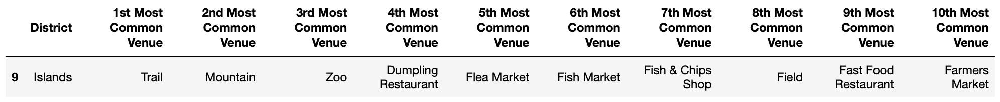 District 1st Most Common Venue 2nd Most Common Venue 3rd Most Common Venue 4th Most Common Venue 5th Most Common Venue 6th Most Common Venue 7th Most Common Venue 8th Most Common Venue 9th Most Common Venue 10th Most Common Venue
9 Islands Trail Mountain Zoo Dumpling Restaurant Flea Market Fish Market Fish & Chips Shop Field Fast Food Restaurant Farmers Market